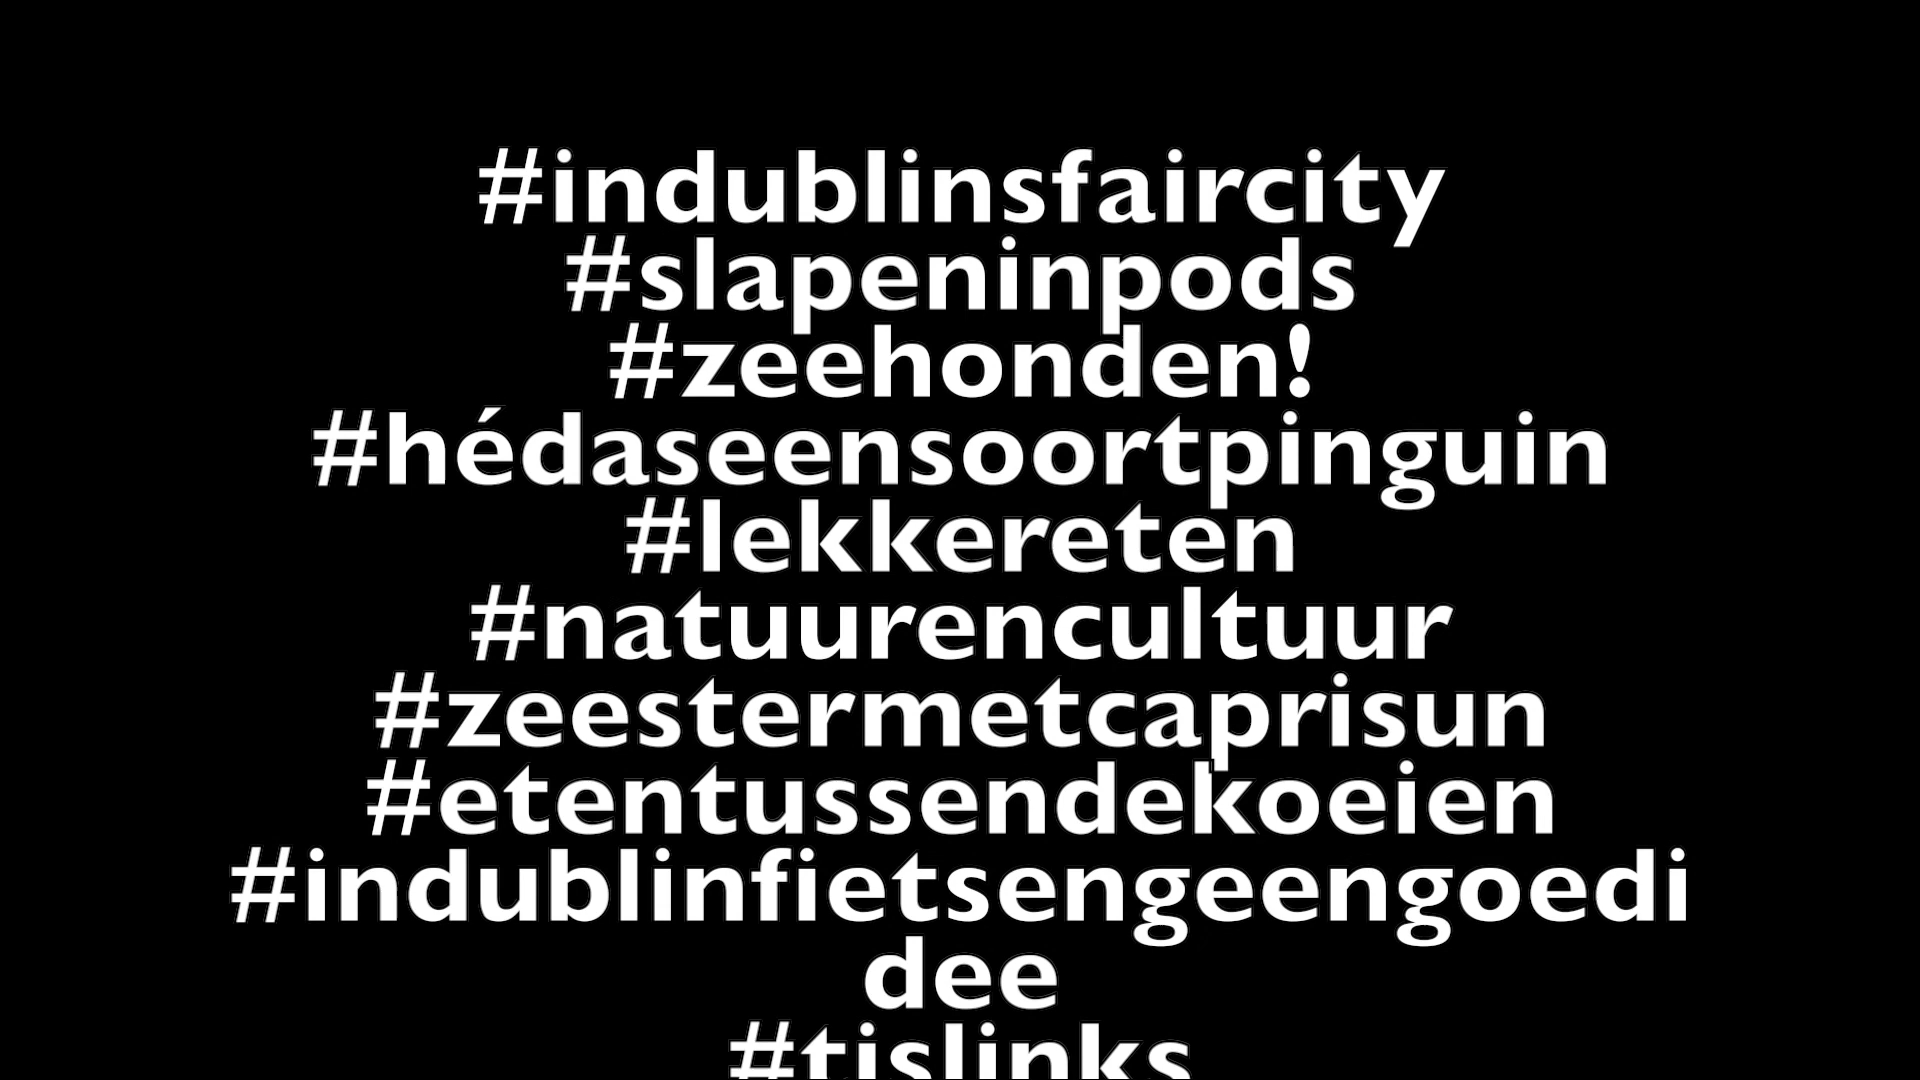 #indublinsfaircity
#slapeninpods
#zeehonden!
#hédaseensoortpinguin
#lekkereten
#natuurencultuur
#zeestermetcaprisun
#etentussendekoeien
#indublinfietsengeengoedi
dee
#tislinks